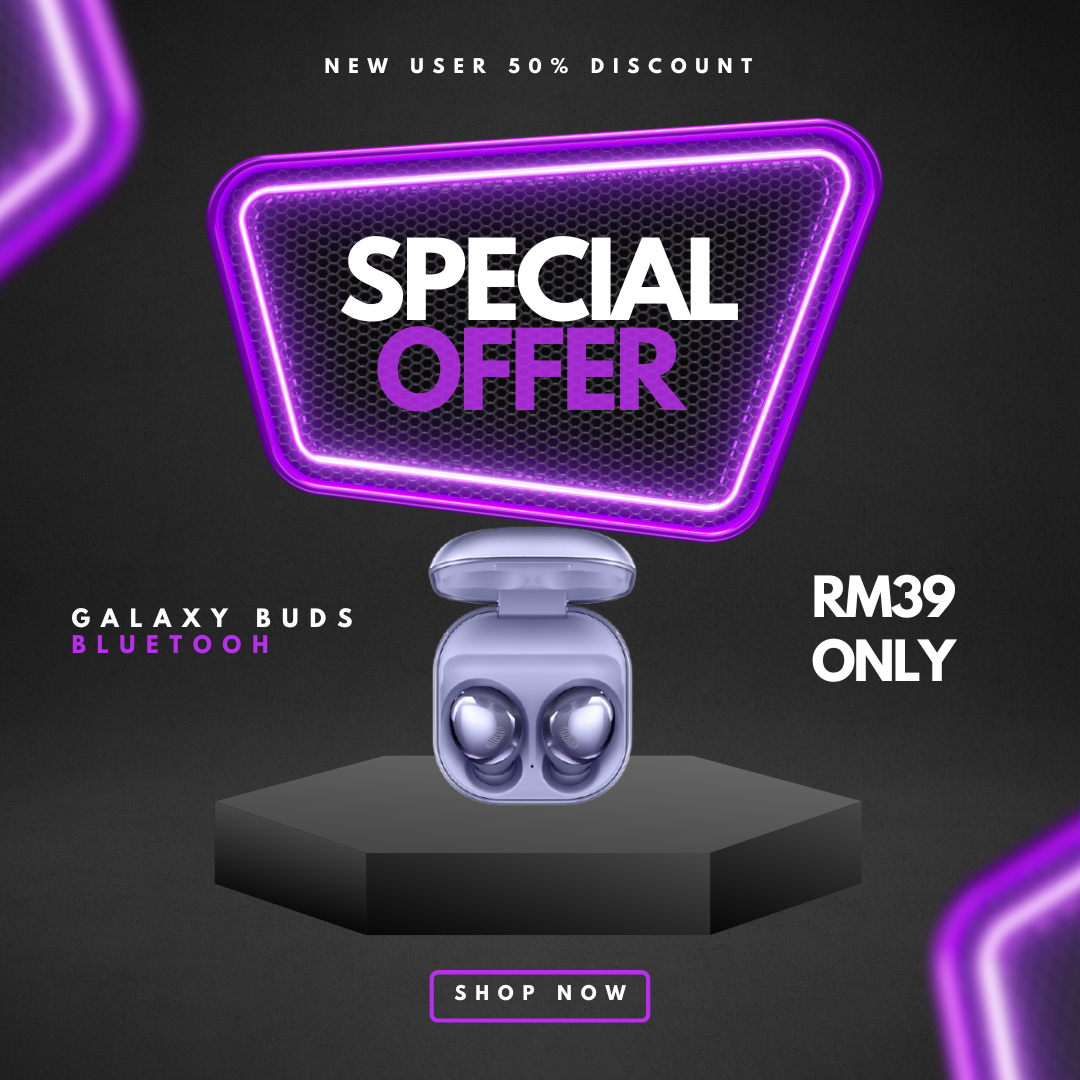 NEW USER 50% DISCOUNT
SPECIAL
OFFER
GALAXY BUDS
BLUETOOH
RM39
ONLY
SHOP NOW